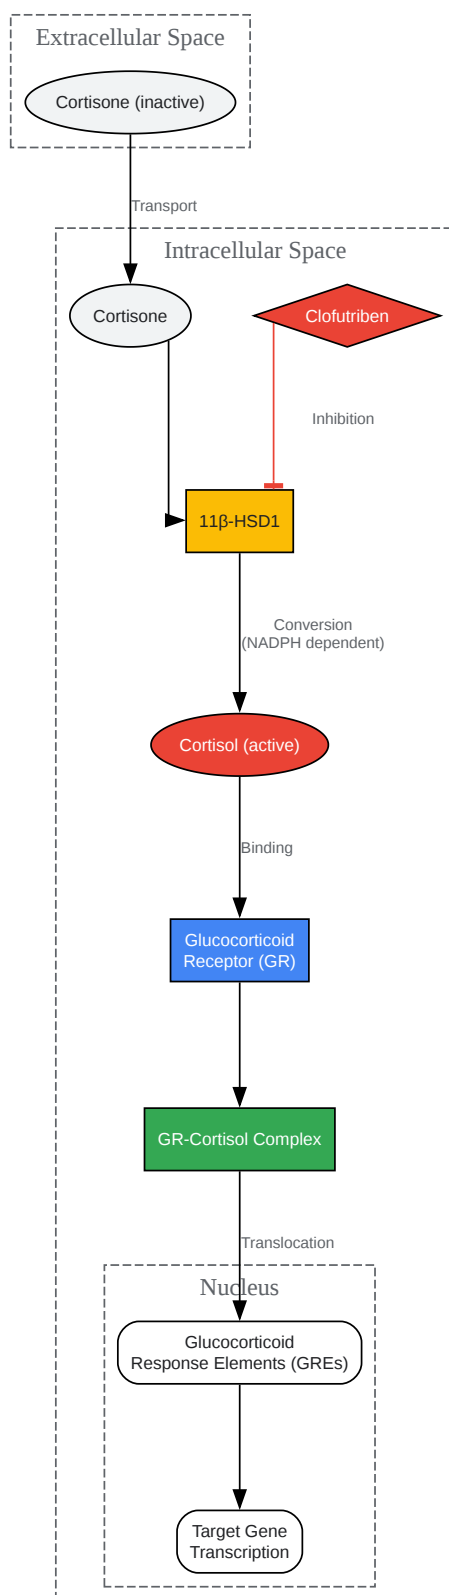 Extracellular Space
Cortisone (inactive)
Transport
Intracellular Space
Cortisone
Clofutriben
Inhibition
11β-HSD1
Conversion
(NADPH dependent)
Cortisol (active)
Binding
Glucocorticoid
Receptor (GR)
GR-Cortisol Complex
Translocation
Nucleus
Glucocorticoid
Response Elements (GREs)
Target Gene
Transcription